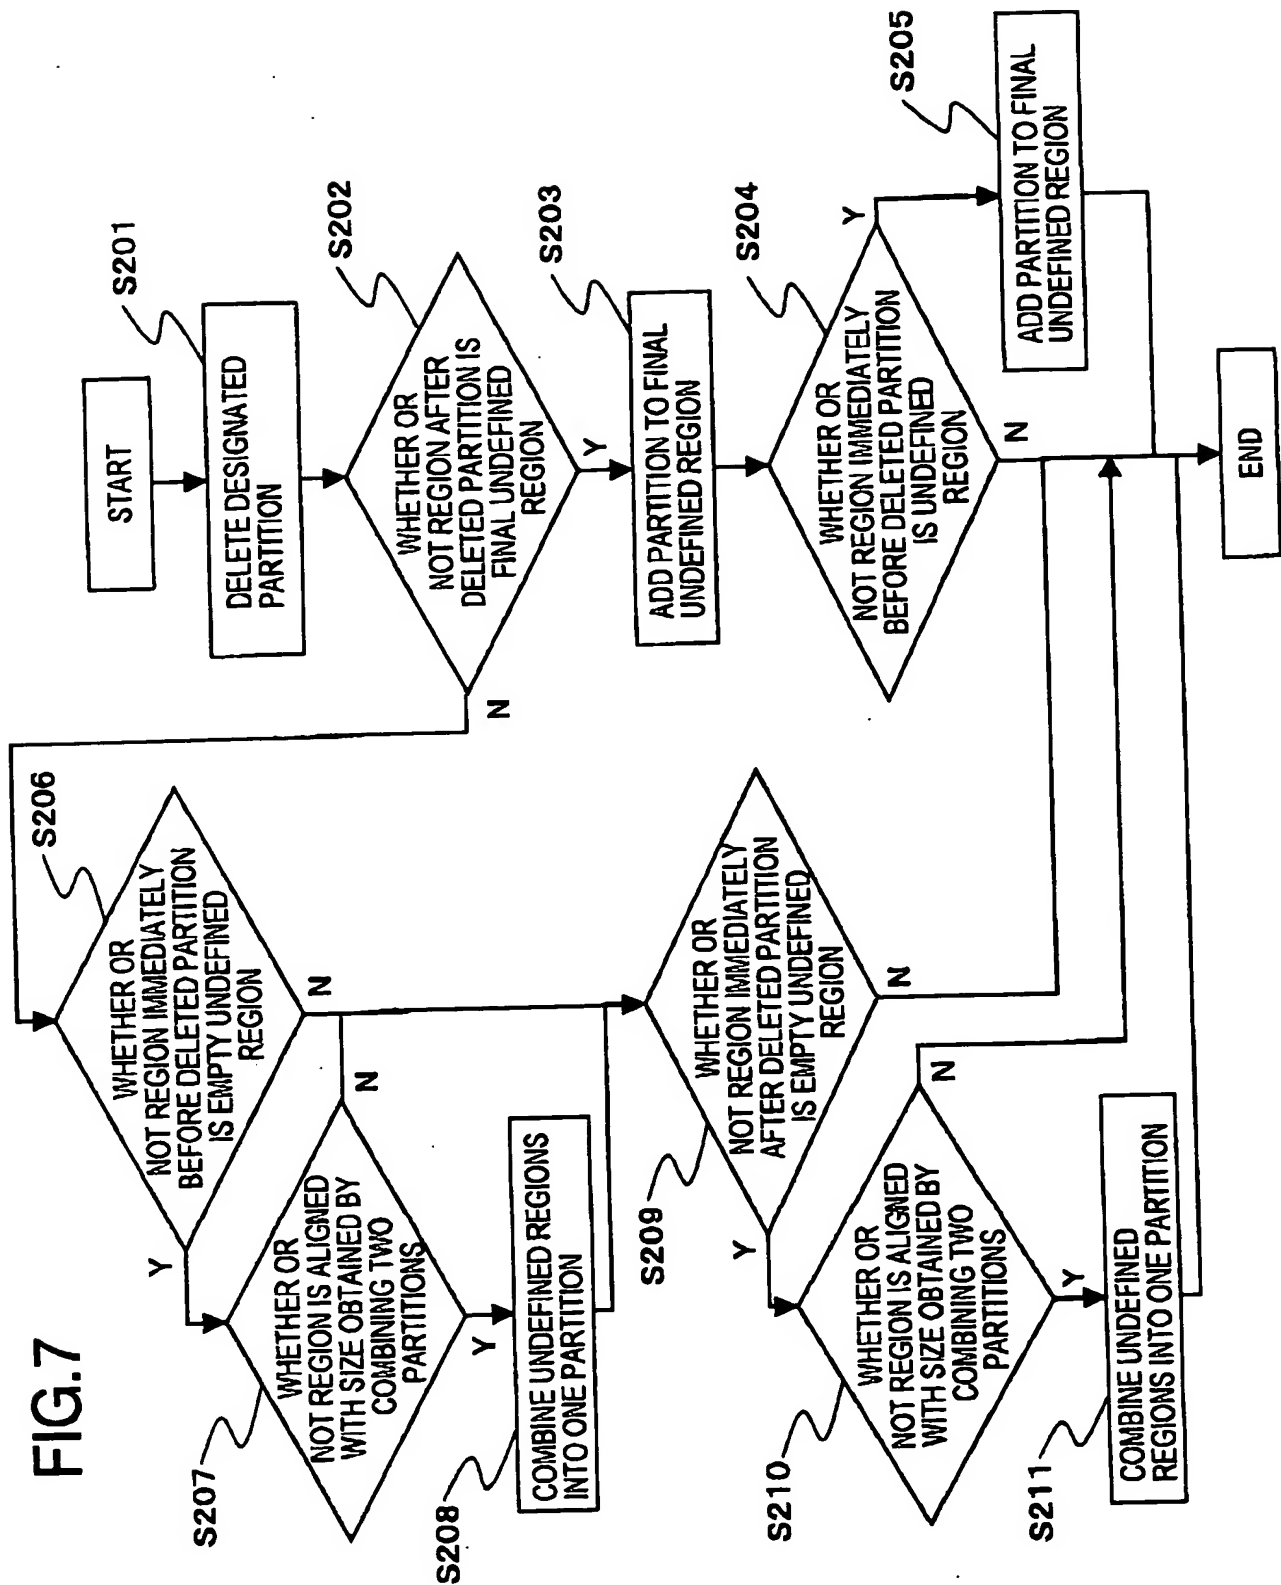 FIG.7
START
S201
DELETE DESIGNATED
PARTITION
S202
WHETHER OR
NOT REGION AFTER
DELETED PARTITION IS
FINAL UNDEFINED
REGION
N
Y
S203
ADD PARTITION TO FINAL
UNDEFINED REGION
S204
WHETHER OR
NOT REGION IMMEDIATELY
BEFORE DELETED PARTITION
IS UNDEFINED
REGION
Y
N
S205
ADD PARTITION TO FINAL
UNDEFINED REGION
END
S206
WHETHER OR
NOT REGION IMMEDIATELY
BEFORE DELETED PARTITION
IS EMPTY UNDEFINED
REGION
Y
N
S207
WHETHER OR
NOT REGION IS ALIGNED
WITH SIZE OBTAINED BY
COMBINING TWO
PARTITIONS
N
Y
S208
COMBINE UNDEFINED REGIONS
INTO ONE PARTITION
S209
WHETHER OR
NOT REGION IMMEDIATELY
AFTER DELETED PARTITION
IS EMPTY UNDEFINED
REGION
Y
N
S210
WHETHER OR
NOT REGION IS ALIGNED
WITH SIZE OBTAINED BY
COMBINING TWO
PARTITIONS
N
Y
S211
COMBINE UNDEFINED
REGIONS INTO ONE PARTITION